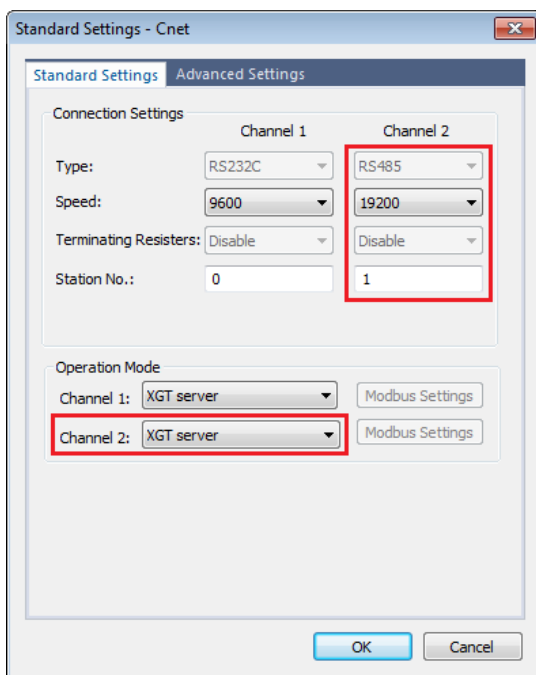 Standard Settings - Cnet
Standard Settings Advanced Settings
Connection Settings
Channel 1 Channel 2
Type: RS232C RS485
Speed: 9600 19200
Terminating Resisters: Disable Disable
Station No.: 0 1
Operation Mode
Channel 1: XGT server Modbus Settings
Channel 2: XGT server Modbus Settings
OK Cancel